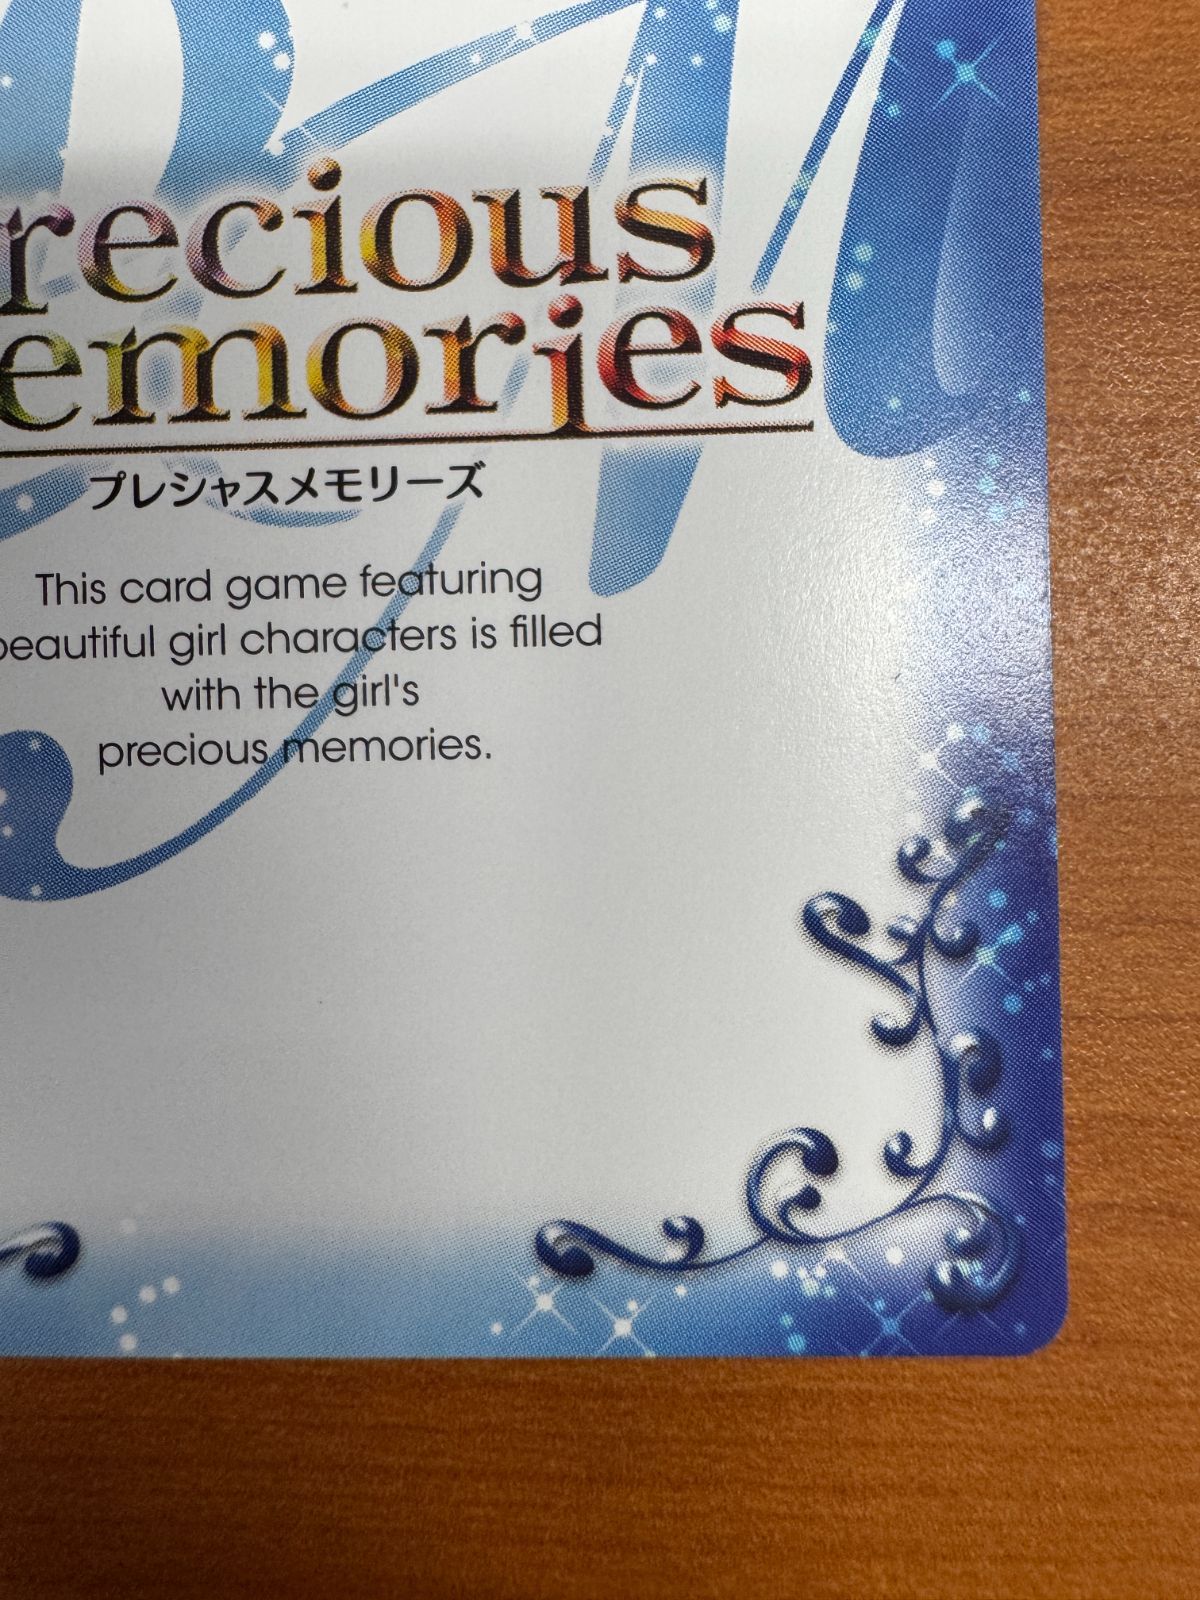 recious
emories
プレシャスメモリーズ
This card game featuring
beautiful girl characters is filled
with the girl's
precious memories.